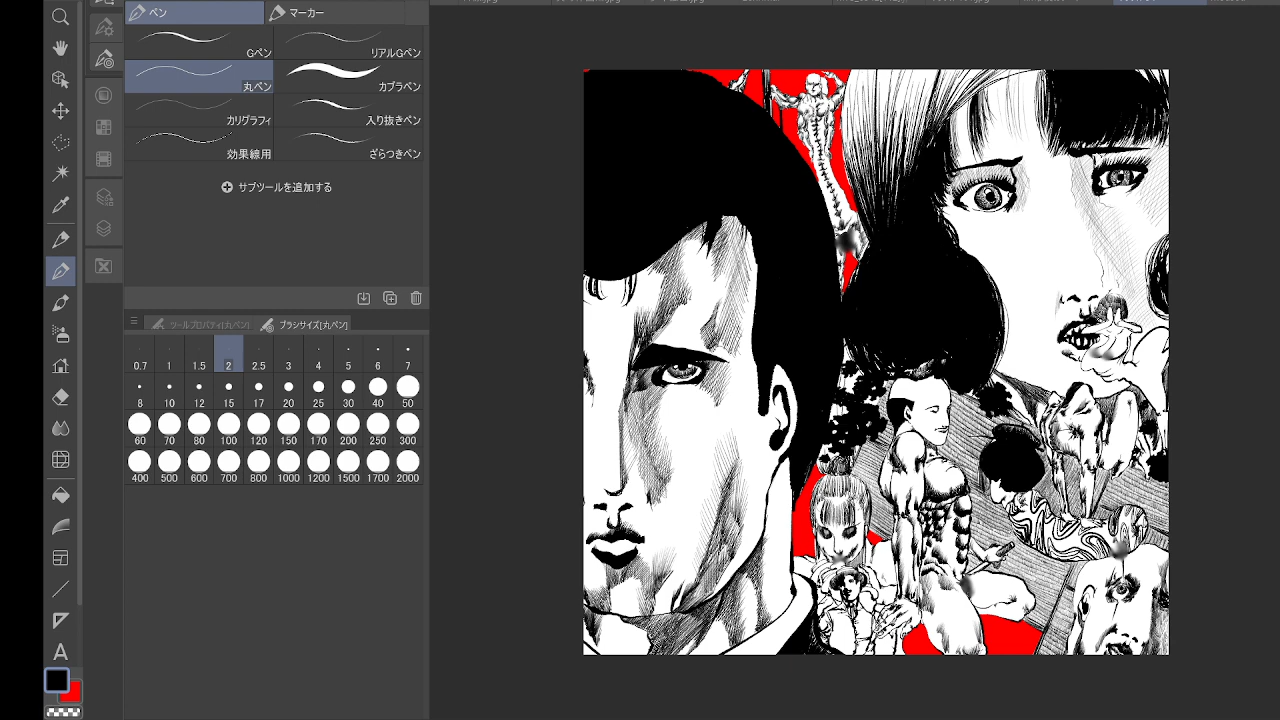 ペン
マーカー
Gペン
リアルGペン
丸ペン
カブラペン
カリグラフィ
入り抜きペン
効果線用
ざらつきペン
サブツールを追加する
ツールプロパティ[丸ペン]
ブラシサイズ[丸ペン]
0.7 1 1.5 2 2.5 3 4 5 6 7
8 10 12 15 17 20 25 30 40 50
60 70 80 100 120 150 170 200 250 300
400 500 600 700 800 1000 1200 1500 1700 2000
A